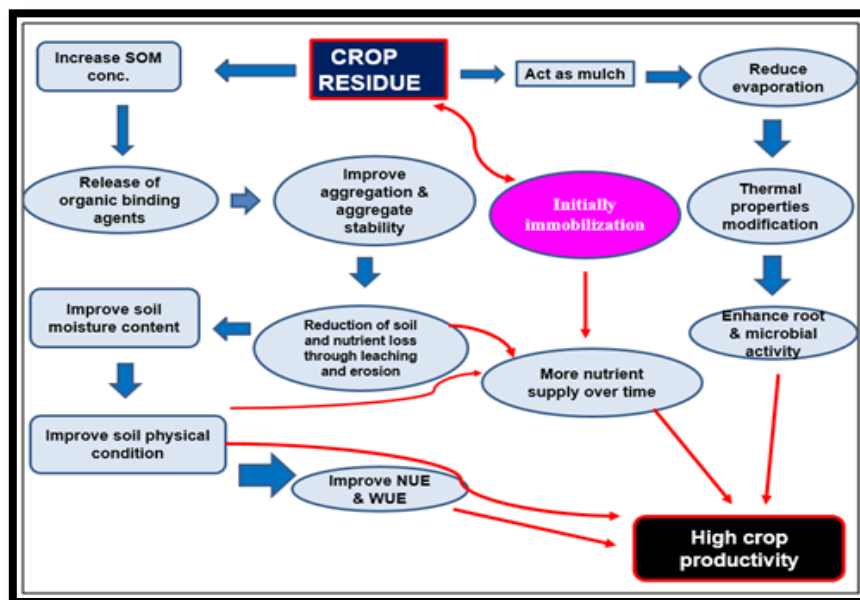 Increase SOM
conc.
CROP
RESIDUE
Act as mulch
Reduce
evaporation
Release of
organic binding
agents
Improve
aggregation &
aggregate
stability
Initially
immobilization
Thermal
properties
modification
Improve soil
moisture content
Reduction of soil
and nutrient loss
through leaching
and erosion
Enhance root
& microbial
activity
More nutrient
supply over time
Improve soil physical
condition
Improve NUE
& WUE
High crop
productivity